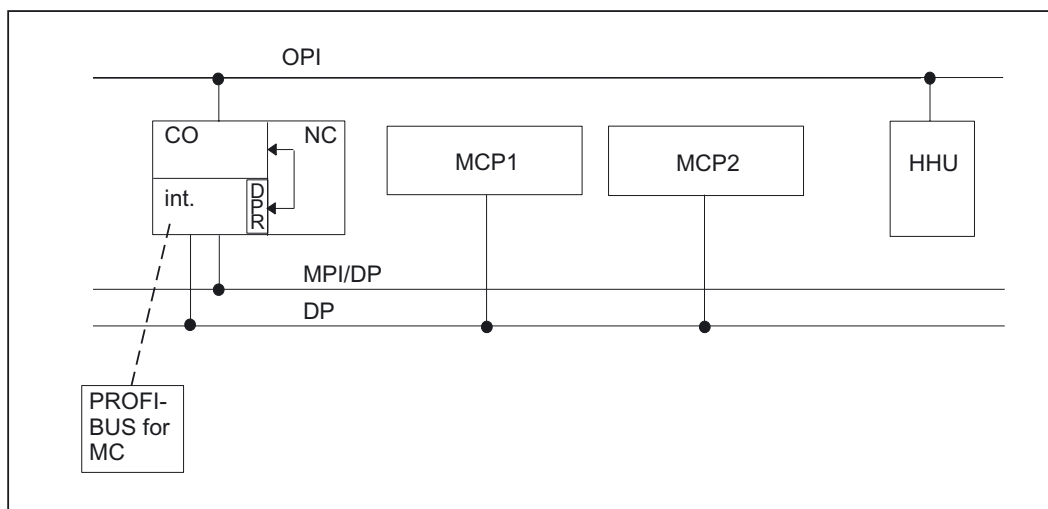 OPI
CO
NC
int.
D
P
R
MCP1
MCP2
HHU
MPI/DP
DP
PROFI-
BUS for
MC